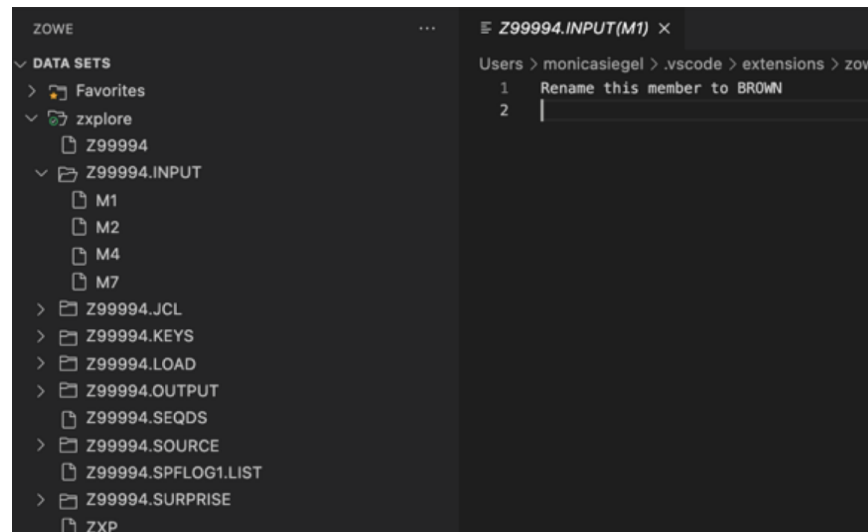 ZOWE
DATA SETS
Favorites
zxplore
Z99994
Z99994.INPUT
M1
M2
M4
M7
Z99994.JCL
Z99994.KEYS
Z99994.LOAD
Z99994.OUTPUT
Z99994.SEQDS
Z99994.SOURCE
Z99994.SPFLOG1.LIST
Z99994.SURPRISE
ZXP
Z99994.INPUT(M1)
Users > monicasiegel > .vscode > extensions > zow
1 Rename this member to BROWN
2